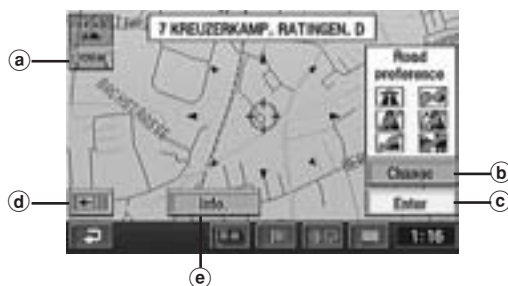 7 KREUZERKAMP, RATINGEN, D
a
Road
preference
Change
b
d
Info.
Enter
c
1:16
e